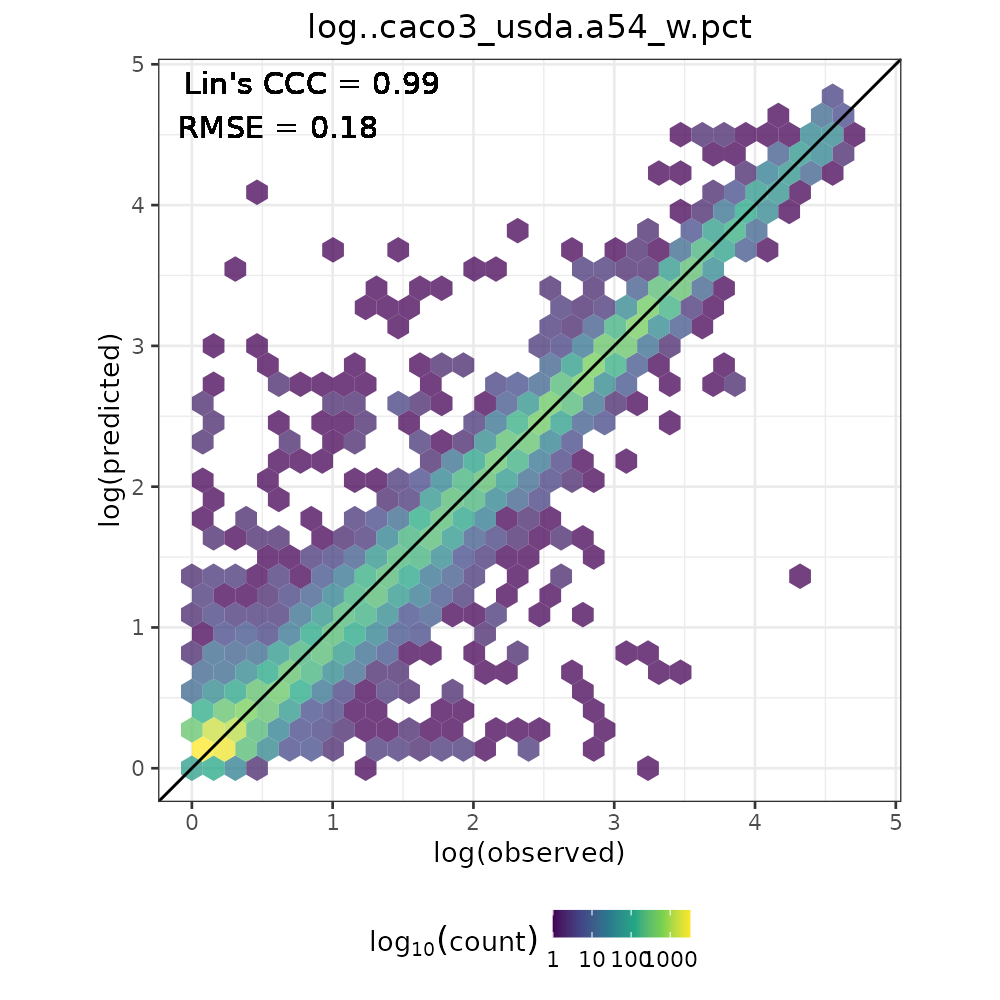 log..caco3_usda.a54_w.pct
Lin's CCC = 0.99
RMSE = 0.18
5
4
3
2
1
0
log(predicted)
0 1 2 3 4 5
log(observed)
log10(count)
1 10 100 1000